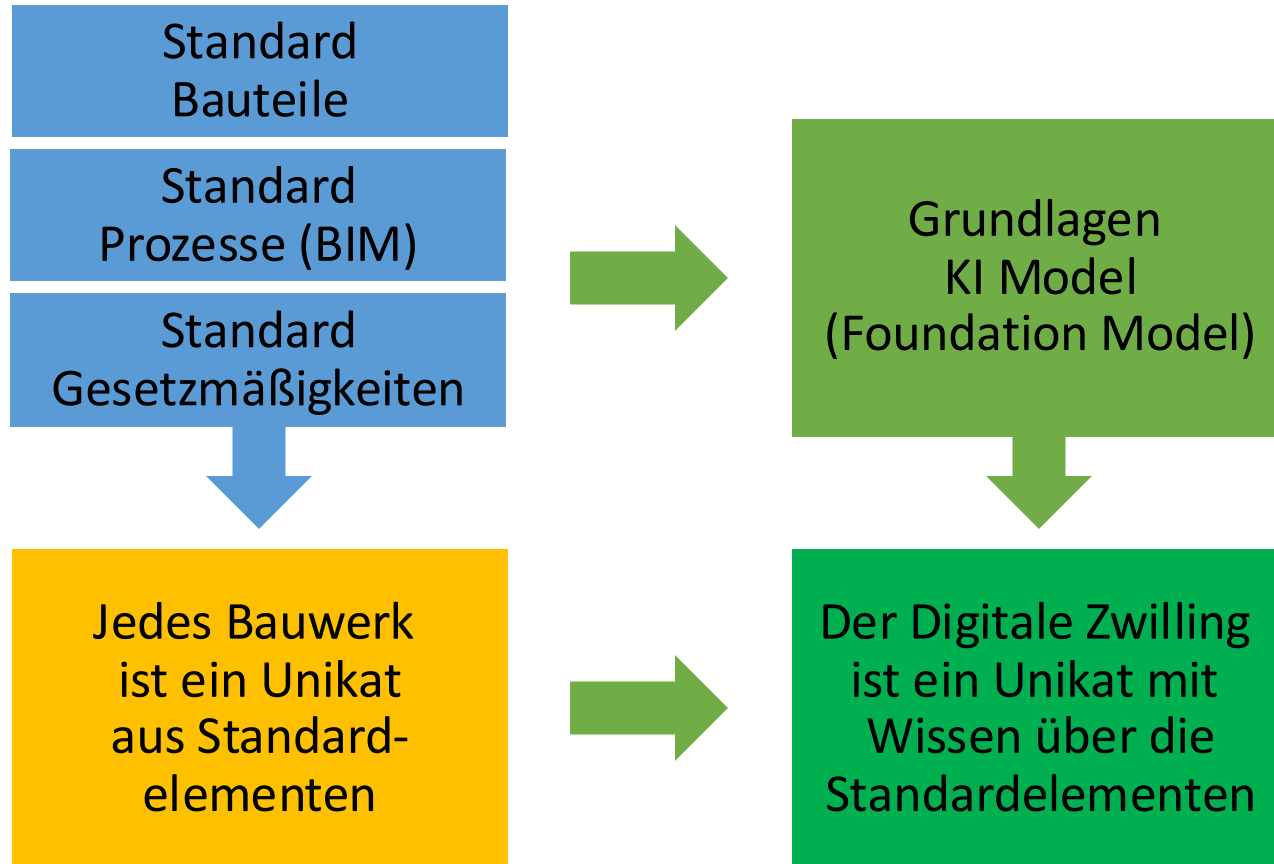 Standard
Bauteile
Standard
Prozesse (BIM)
Standard
Gesetzmäßigkeiten
Grundlagen
KI Model
(Foundation Model)
Jedes Bauwerk
ist ein Unikat
aus Standard-
elementen
Der Digitale Zwilling
ist ein Unikat mit
Wissen über die
Standardelementen